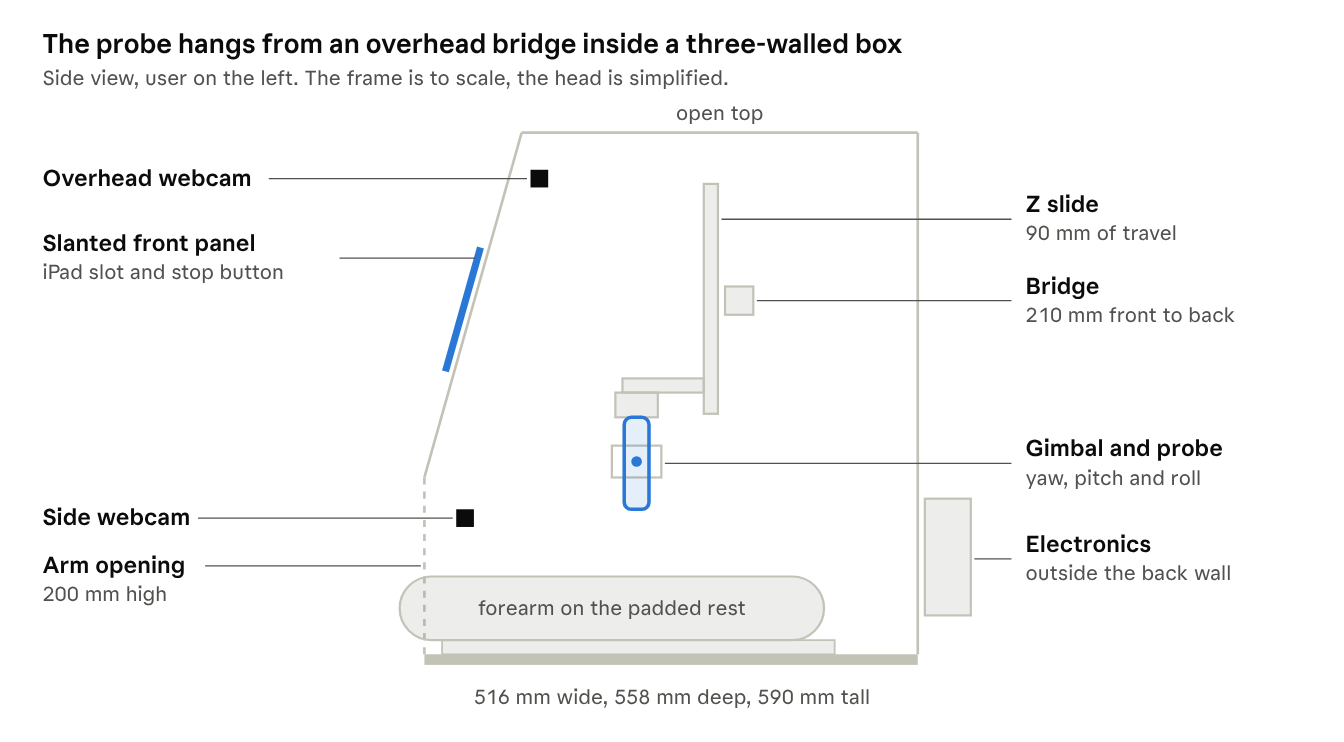 The probe hangs from an overhead bridge inside a three-walled box
Side view, user on the left. The frame is to scale, the head is simplified.
open top
Overhead webcam
Slanted front panel
iPad slot and stop button
Side webcam
Arm opening
200 mm high
Z slide
90 mm of travel
Bridge
210 mm front to back
Gimbal and probe
yaw, pitch and roll
Electronics
outside the back wall
forearm on the padded rest
516 mm wide, 558 mm deep, 590 mm tall